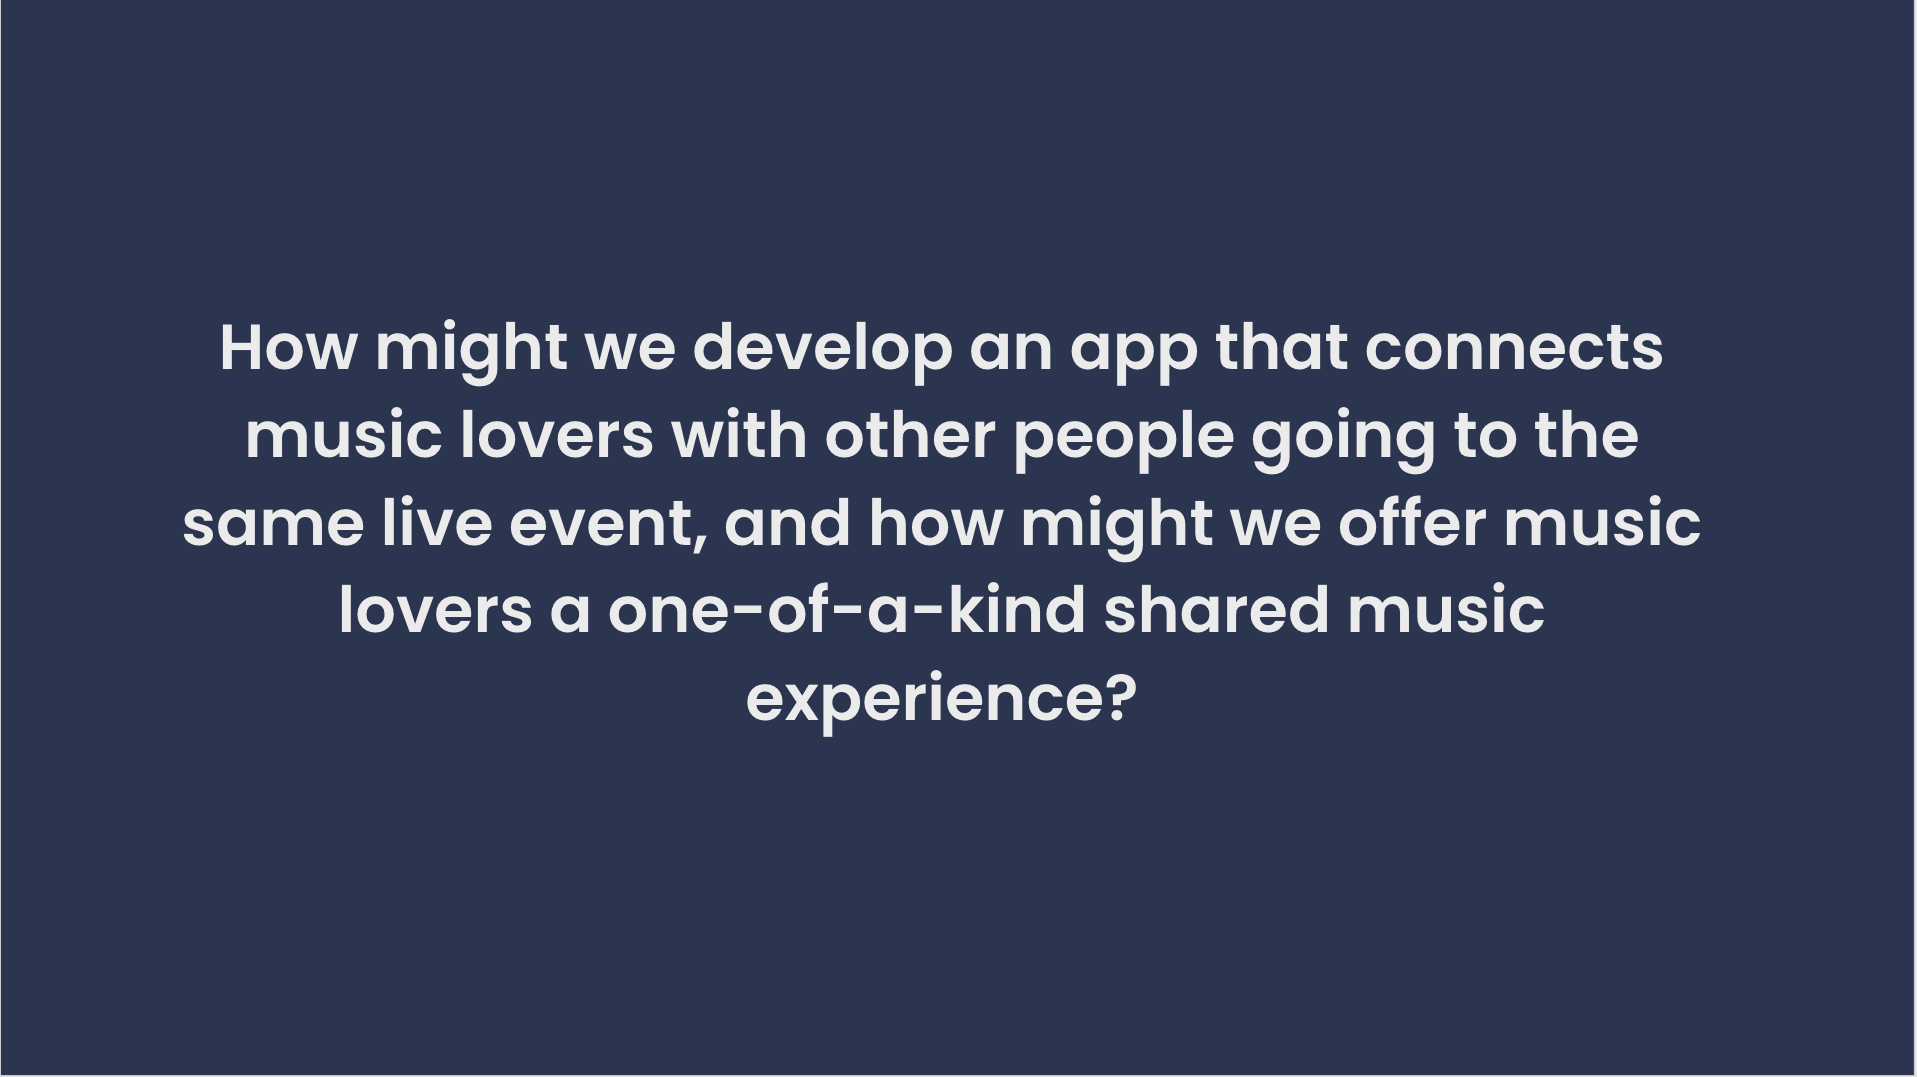 How might we develop an app that connects
music lovers with other people going to the
same live event, and how might we offer music
lovers a one-of-a-kind shared music
experience?